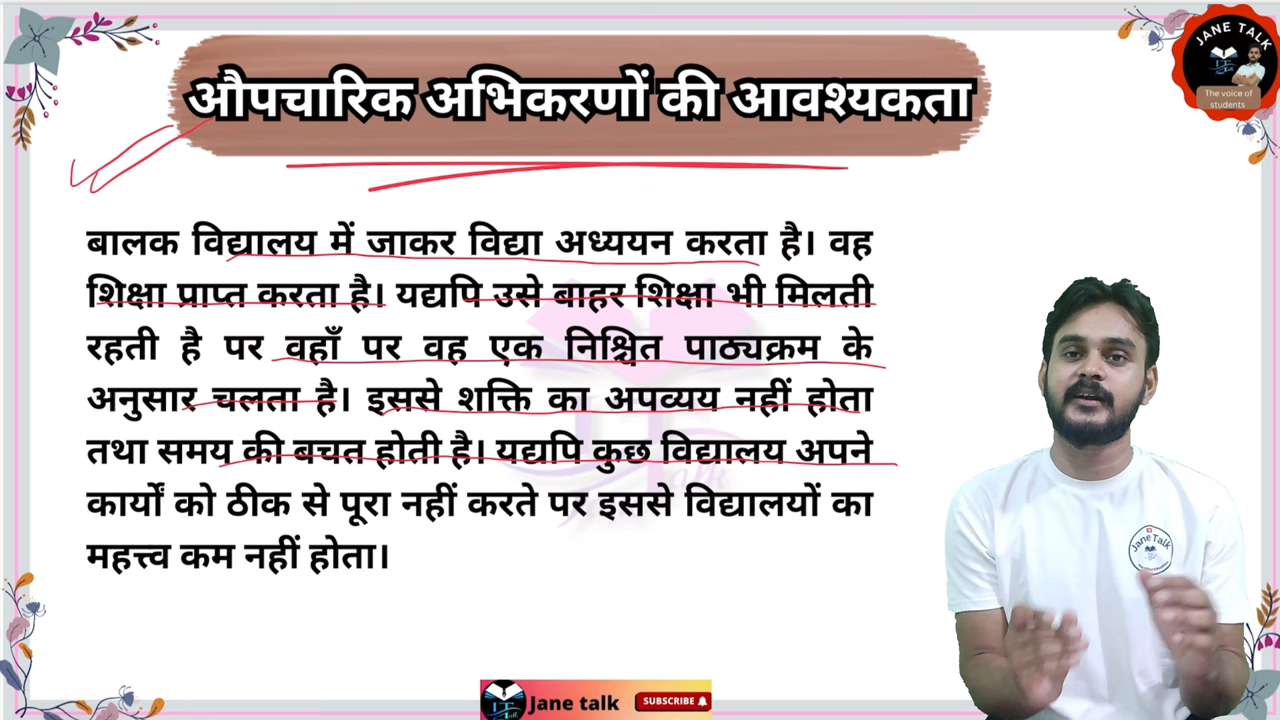 औपचारिक अभिकरणों की आवश्यकता
JANE TALK
The voice of
students
बालक विद्यालय में जाकर विद्या अध्ययन करता है। वह
शिक्षा प्राप्त करता है। यद्यपि उसे बाहर शिक्षा भी मिलती
रहती है पर वहाँ पर वह एक निश्चित पाठ्यक्रम के
अनुसार चलता है। इससे शक्ति का अपव्यय नहीं होता
तथा समय की बचत होती है। यद्यपि कुछ विद्यालय अपने
कार्यों को ठीक से पूरा नहीं करते पर इससे विद्यालयों का
महत्त्व कम नहीं होता।
Jane Talk
Jane talk
SUBSCRIBE